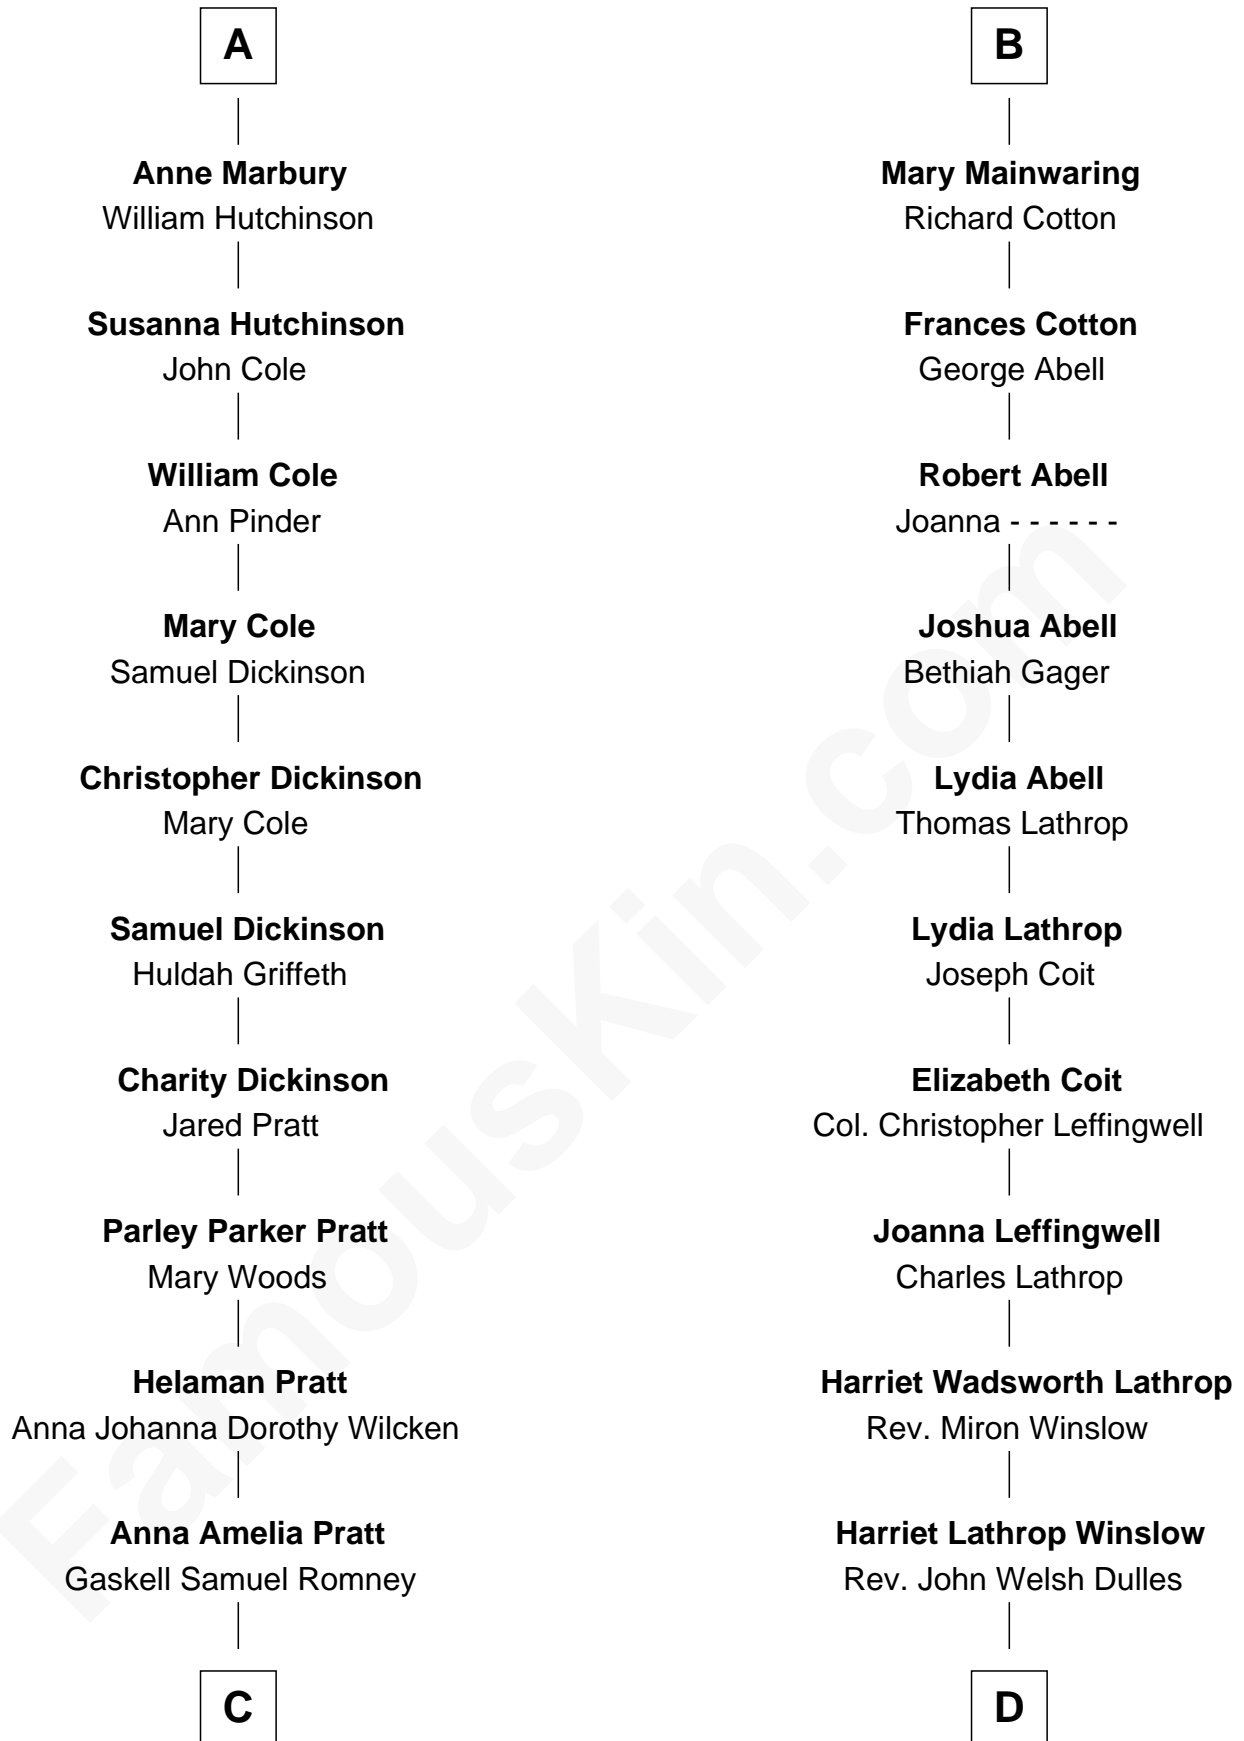 A
Anne Marbury
William Hutchinson
Susanna Hutchinson
John Cole
William Cole
Ann Pinder
Mary Cole
Samuel Dickinson
Christopher Dickinson
Mary Cole
Samuel Dickinson
Huldah Griffeth
Charity Dickinson
Jared Pratt
Parley Parker Pratt
Mary Woods
Helaman Pratt
Anna Johanna Dorothy Wilcken
Anna Amelia Pratt
Gaskell Samuel Romney
C
B
Mary Mainwaring
Richard Cotton
Frances Cotton
George Abell
Robert Abell
Joanna - - - - - -
Joshua Abell
Bethiah Gager
Lydia Abell
Thomas Lathrop
Lydia Lathrop
Joseph Coit
Elizabeth Coit
Col. Christopher Leffingwell
Joanna Leffingwell
Charles Lathrop
Harriet Wadsworth Lathrop
Rev. Miron Winslow
Harriet Lathrop Winslow
Rev. John Welsh Dulles
D
FamousKin.com